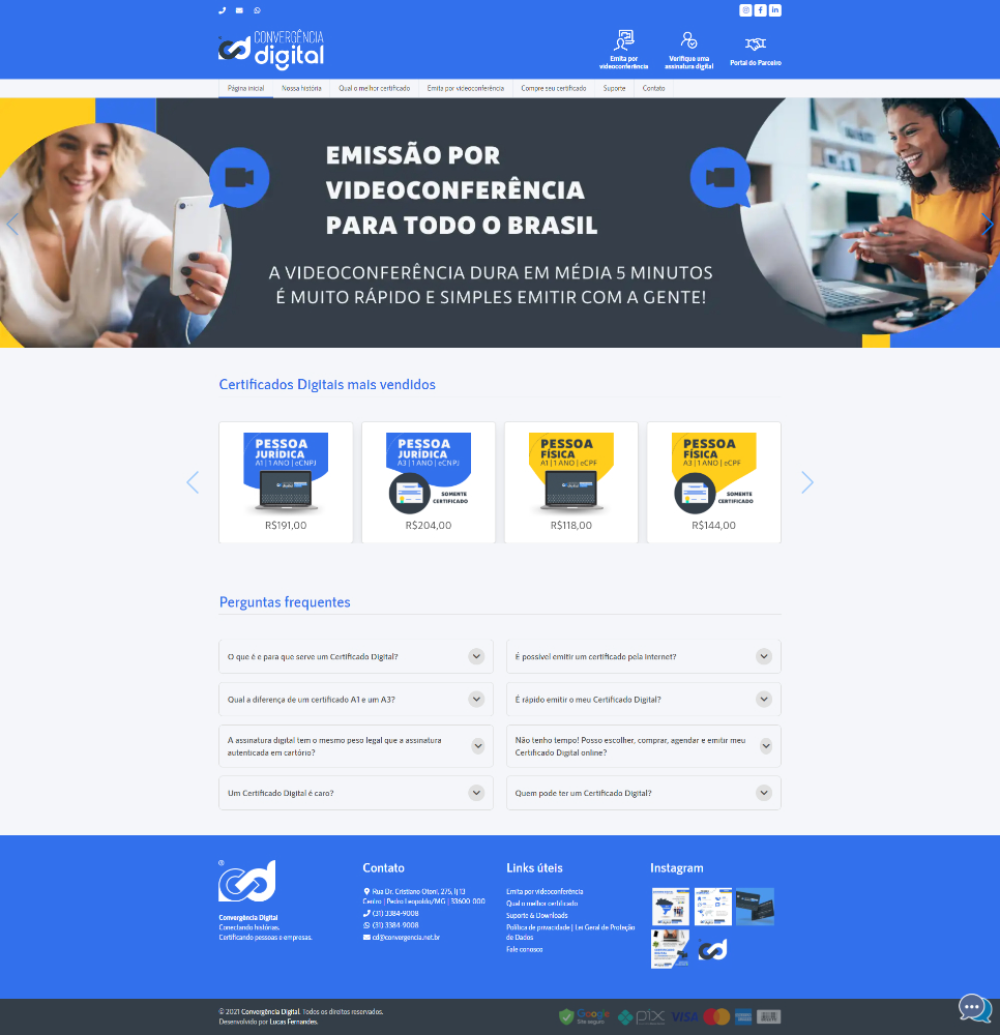 CONVERGÊNCIA
digital
Emita por
videoconferência
Verifique uma
assinatura digital
Portal do Parceiro
Página inicial
Nossa história
Qual o melhor certificado
Emita por videoconferência
Compre seu certificado
Suporte
Contato
EMISSÃO POR
VIDEOCONFERÊNCIA
PARA TODO O BRASIL
A VIDEOCONFERÊNCIA DURA EM MÉDIA 5 MINUTOS
É MUITO RÁPIDO E SIMPLES EMITIR COM A GENTE!
Certificados Digitais mais vendidos
PESSOA
JURÍDICA
A1 | 1 ANO | eCNPJ
R$191,00
PESSOA
JURÍDICA
A3 | 1 ANO | eCNPJ
SOMENTE
CERTIFICADO
R$204,00
PESSOA
FÍSICA
A1 | 1 ANO | eCPF
R$118,00
PESSOA
FÍSICA
A3 | 1 ANO | eCPF
SOMENTE
CERTIFICADO
R$144,00
Perguntas frequentes
O que é e para que serve um Certificado Digital?
É possível emitir um certificado pela internet?
Qual a diferença de um certificado A1 e um A3?
É rápido emitir o meu Certificado Digital?
A assinatura digital tem o mesmo peso legal que a assinatura
autenticada em cartório?
Não tenho tempo! Posso escolher, comprar, agendar e emitir meu
Certificado Digital online?
Um Certificado Digital é caro?
Quem pode ter um Certificado Digital?
Convergência Digital
Conectando histórias.
Certificando pessoas e empresas.
Contato
Rua Dr. Cristiano Otoni, 275, lj 13
Centro | Pedro Leopoldo/MG | 33600-000
(31) 3384-9008
(31) 3384-9008
cd@convergencia.net.br
Links úteis
Emita por videoconferência
Qual o melhor certificado
Suporte & Downloads
Política de privacidade | Lei Geral de Proteção
de Dados
Fale conosco
Instagram
© 2021 Convergência Digital. Todos os direitos reservados.
Desenvolvido por Lucas Fernandes.
Google
Site seguro
pix
VISA